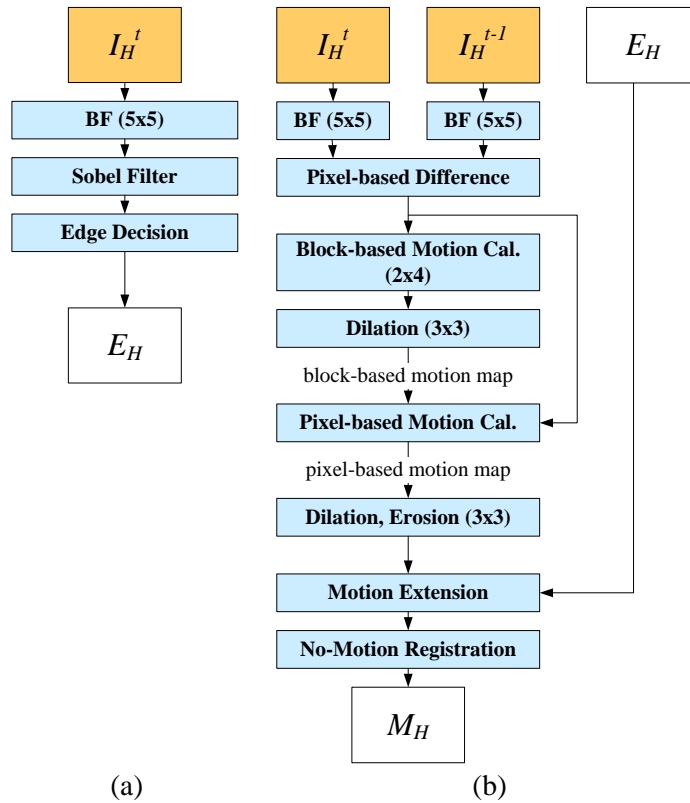 I_H^t
BF (5x5)
Sobel Filter
Edge Decision
E_H
(a)
I_H^t
I_H^{t-1}
E_H
BF (5x5)
BF (5x5)
Pixel-based Difference
Block-based Motion Cal.
(2x4)
Dilation (3x3)
block-based motion map
Pixel-based Motion Cal.
pixel-based motion map
Dilation, Erosion (3x3)
Motion Extension
No-Motion Registration
M_H
(b)